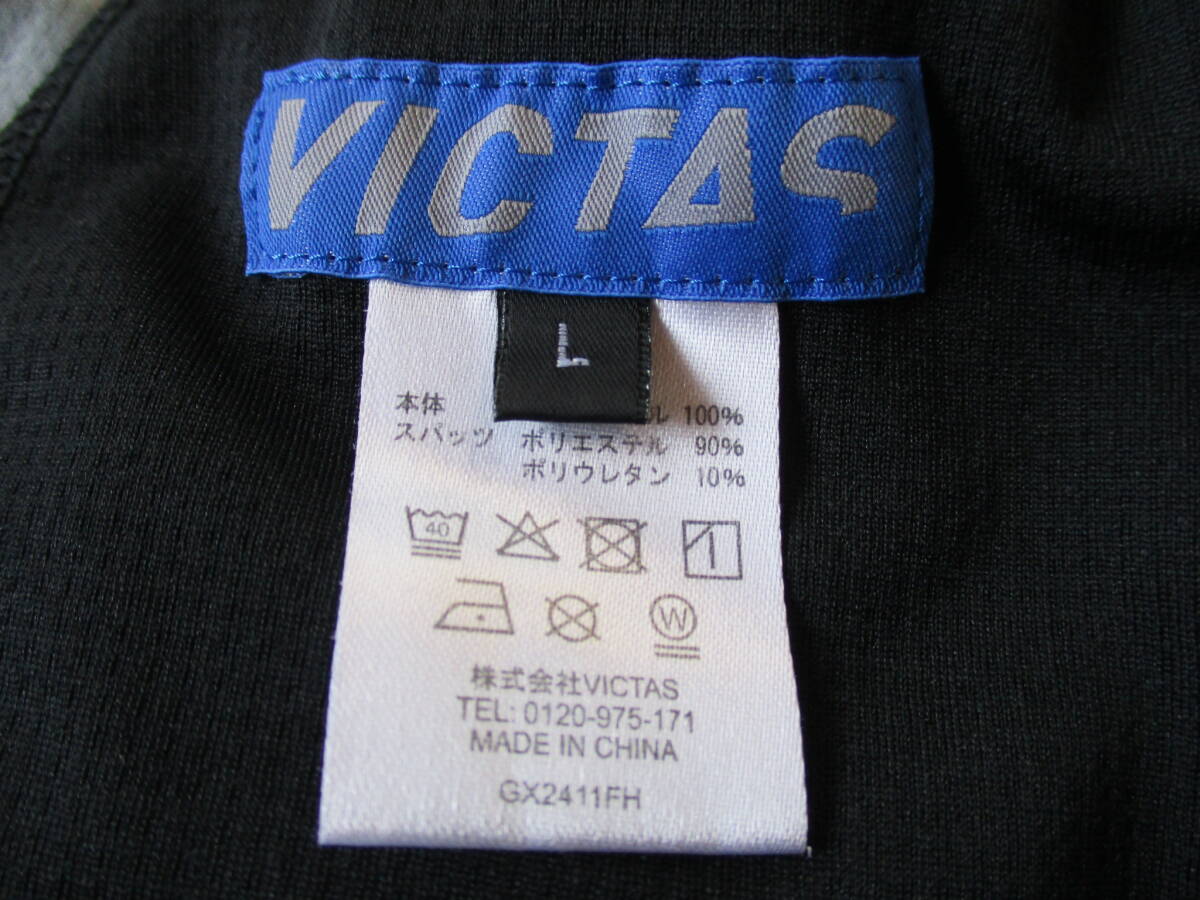 VICTAS
L
本体 ル 100%
スパッツ ポリエステル 90%
ポリウレタン 10%
40
W
株式会社VICTAS
TEL: 0120-975-171
MADE IN CHINA
GX2411FH